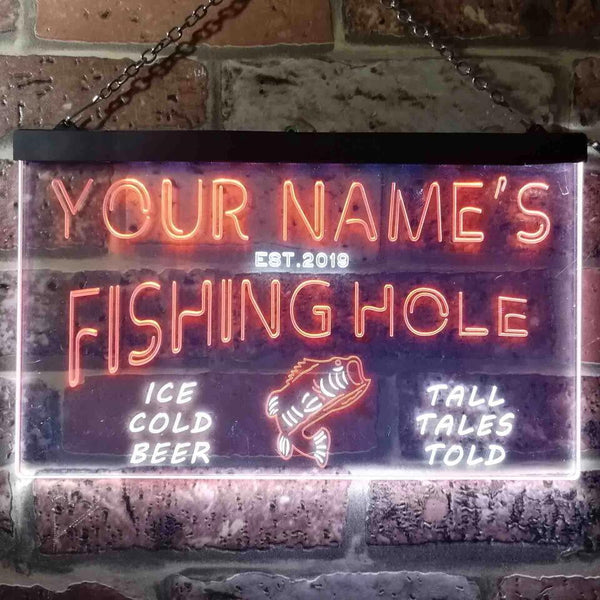 YOUR NAME'S
EST.2019
FISHING HOLE
ICE
COLD
BEER
TALL
TALES
TOLD